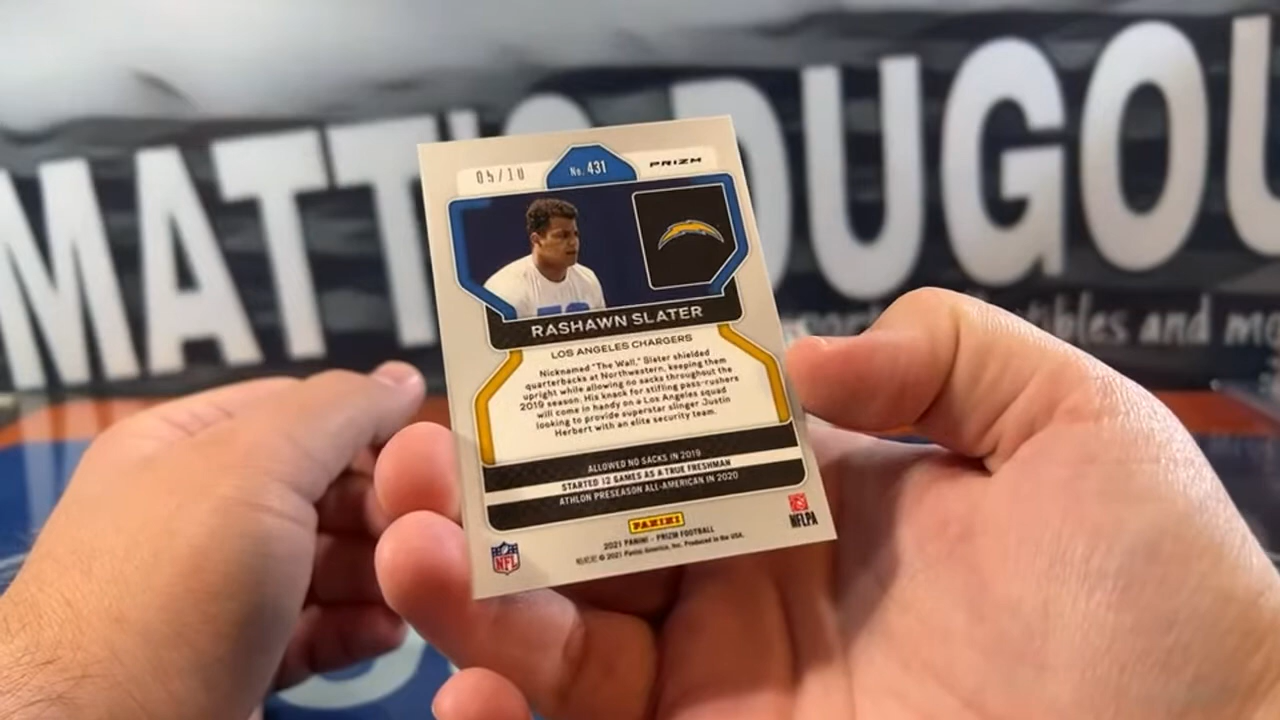 MATT'S DUGOU
bles and mo
05/10
No. 431
PRIZM
RASHAWN SLATER
LOS ANGELES CHARGERS
Nicknamed "The Wall," Slater shielded
quarterbacks at Northwestern, keeping them
upright while allowing no sacks throughout the
2019 season. His knack for stifling pass-rushers
will come in handy on a Los Angeles squad
looking to provide superstar slinger Justin
Herbert with an elite security team.
ALLOWED NO SACKS IN 2019
STARTED 12 GAMES AS A TRUE FRESHMAN
ATHLON PRESEASON ALL-AMERICAN IN 2020
PANINI
2021 PANINI - PRIZM FOOTBALL
© 2021 Panini America, Inc. Produced in the USA.
NFL
NFLPA